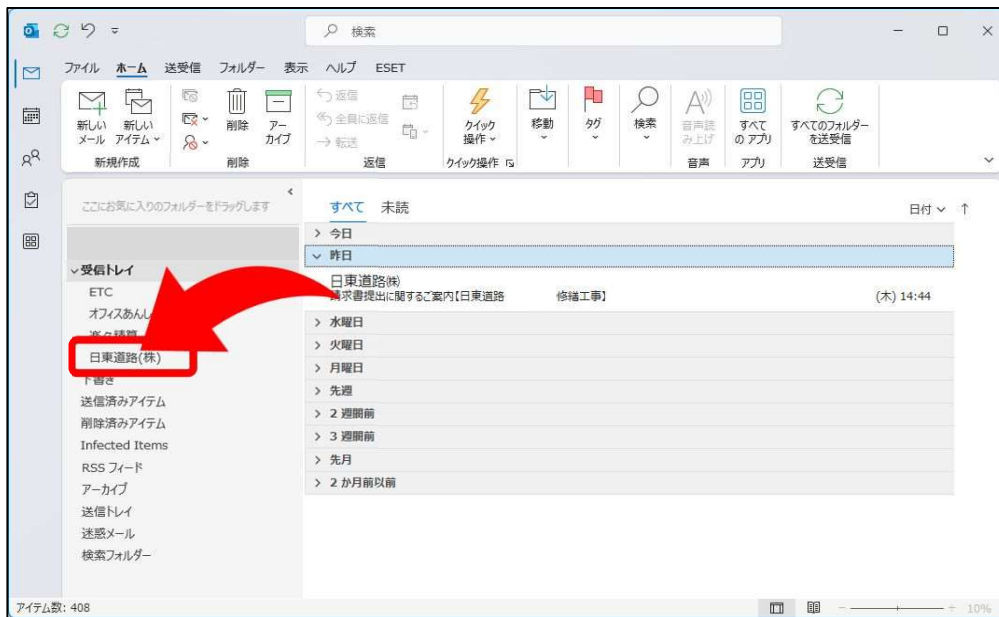 検索
ファイル ホーム 送受信 フォルダー 表示 ヘルプ ESET
新しい メール
新しい アイテム
新規作成
削除
アーカイブ
削除
返信
全員に返信
転送
返信
クイック 操作
クイック操作
移動
タグ
検索
音声読み上げ
音声
すべて の アプリ
アプリ
すべてのフォルダー を送受信
送受信
ここにお気に入りのフォルダーをドラッグします
受信トレイ
ETC
オフィスあんし
日東道路(株)
下書き
送信済みアイテム
削除済みアイテム
Infected Items
RSS フィード
アーカイブ
送信トレイ
迷惑メール
検索フォルダー
すべて 未読
日付
今日
昨日
日東道路㈱
請求書提出に関するご案内【日東道路 修繕工事】 (木) 14:44
水曜日
火曜日
月曜日
先週
2 週間前
3 週間前
先月
2 か月前以前
アイテム数: 408
10%